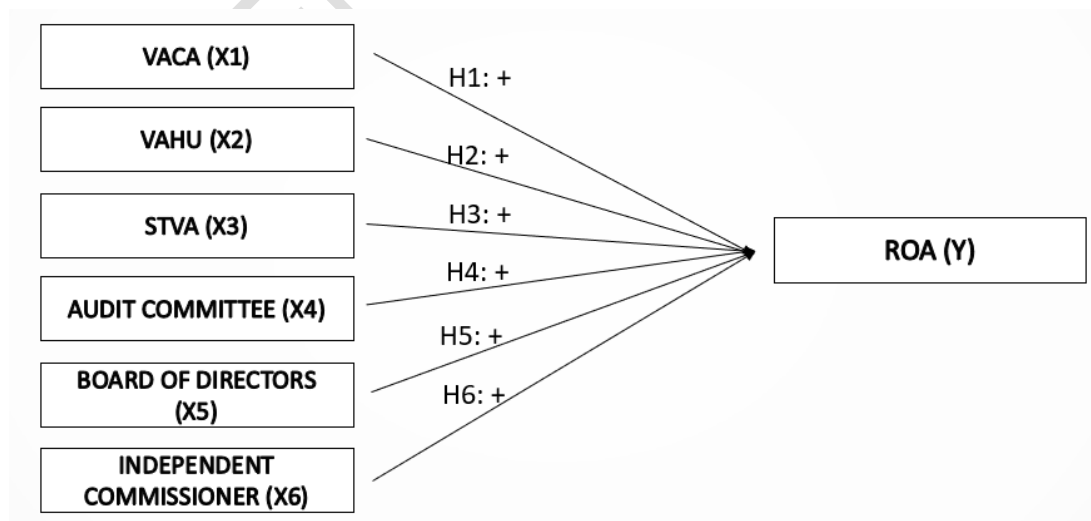 VACA (X1)
H1: +
VAHU (X2)
H2: +
STVA (X3)
H3: +
ROA (Y)
H4: +
AUDIT COMMITTEE (X4)
H5: +
BOARD OF DIRECTORS
(X5)
H6: +
INDEPENDENT
COMMISSIONER (X6)